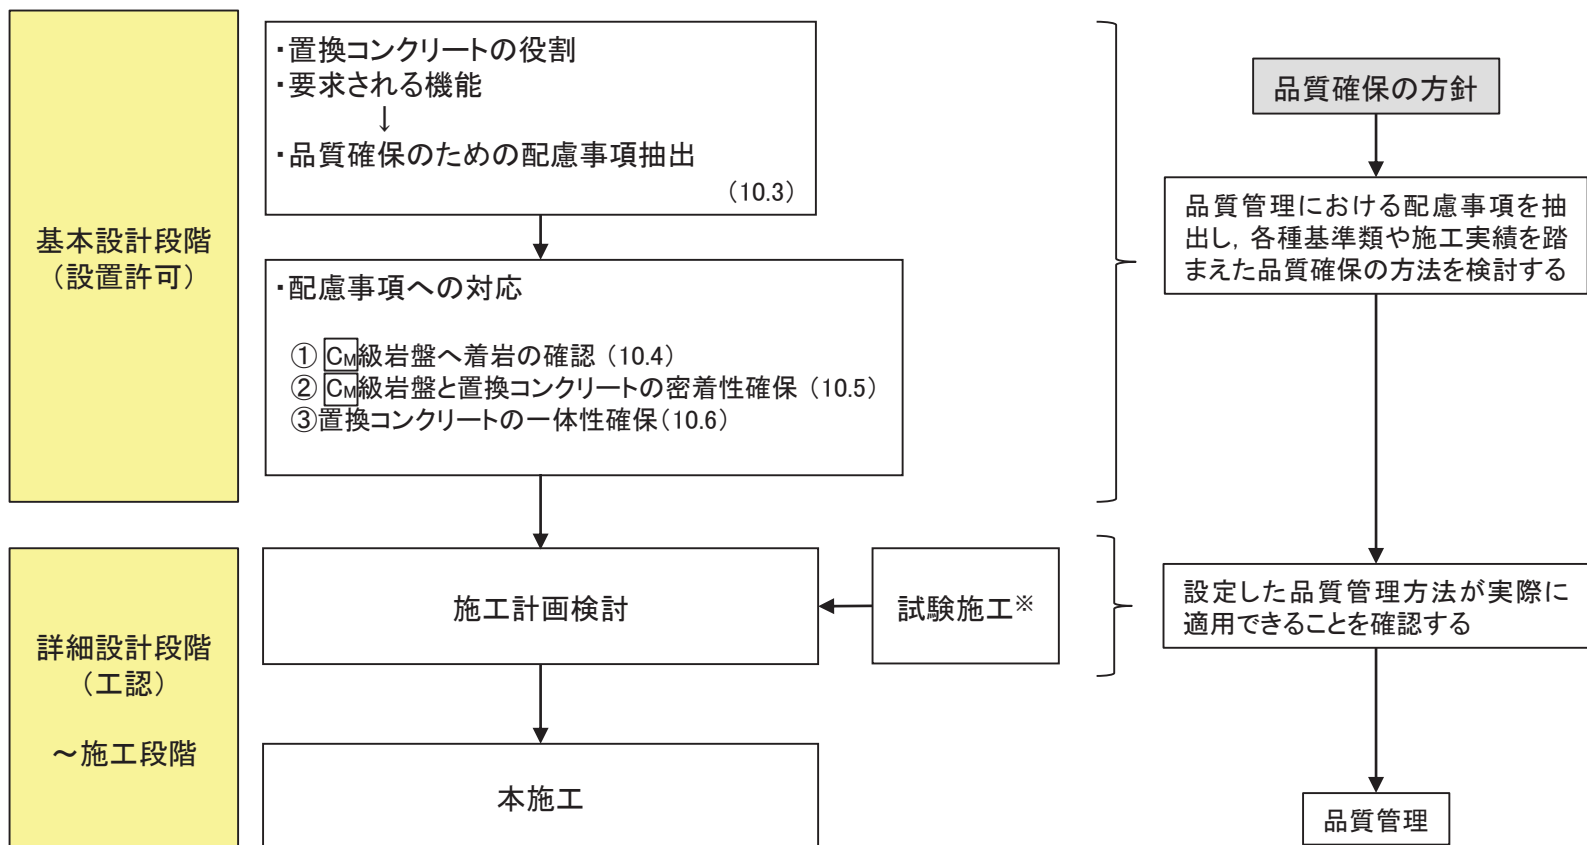 基本設計段階
(設置許可)
・置換コンクリートの役割
・要求される機能
↓
・品質確保のための配慮事項抽出
(10.3)
・配慮事項への対応
① CM級岩盤へ着岩の確認 (10.4)
② CM級岩盤と置換コンクリートの密着性確保 (10.5)
③置換コンクリートの一体性確保(10.6)
品質確保の方針
品質管理における配慮事項を抽
出し, 各種基準類や施工実績を踏
まえた品質確保の方法を検討する
詳細設計段階
(工認)
～施工段階
施工計画検討
試験施工※
本施工
設定した品質管理方法が実際に
適用できることを確認する
品質管理